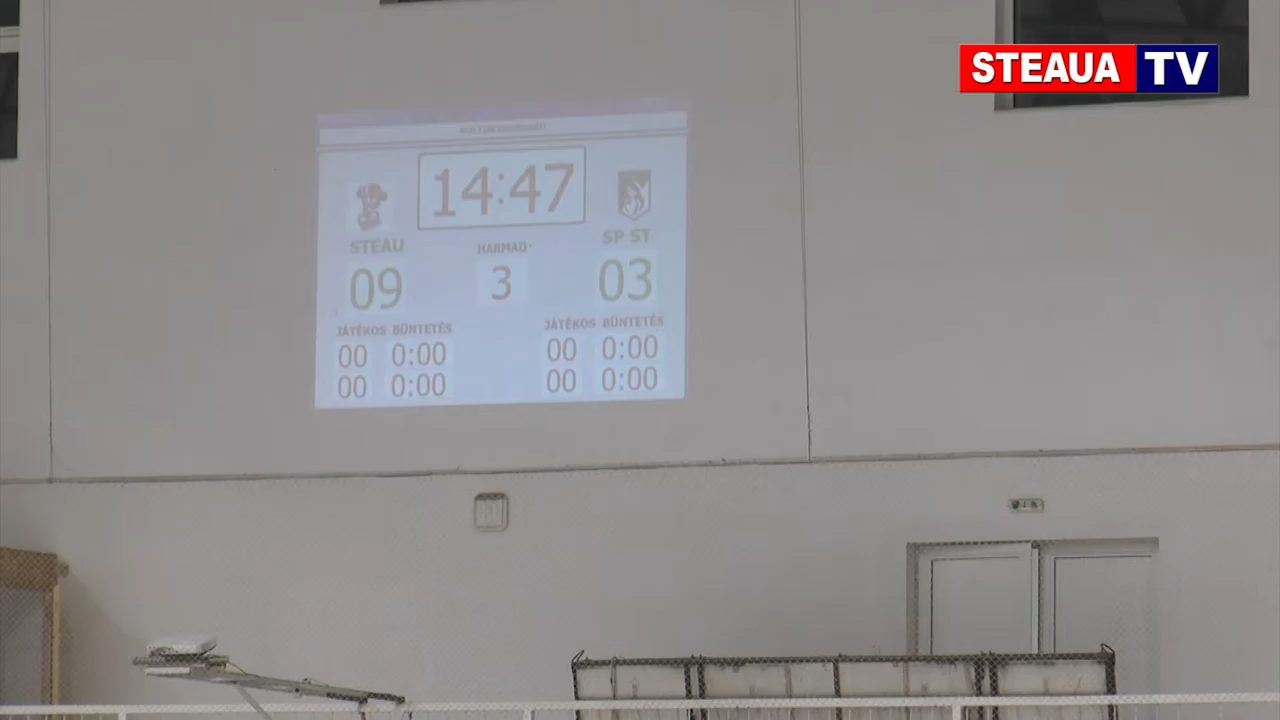 STEAUA TV
14:47
STEAU
HARMAD
SP ST
09
3
03
JÁTÉKOS BÜNTETÉS
JÁTÉKOS BÜNTETÉS
00 0:00
00 0:00
00 0:00
00 0:00